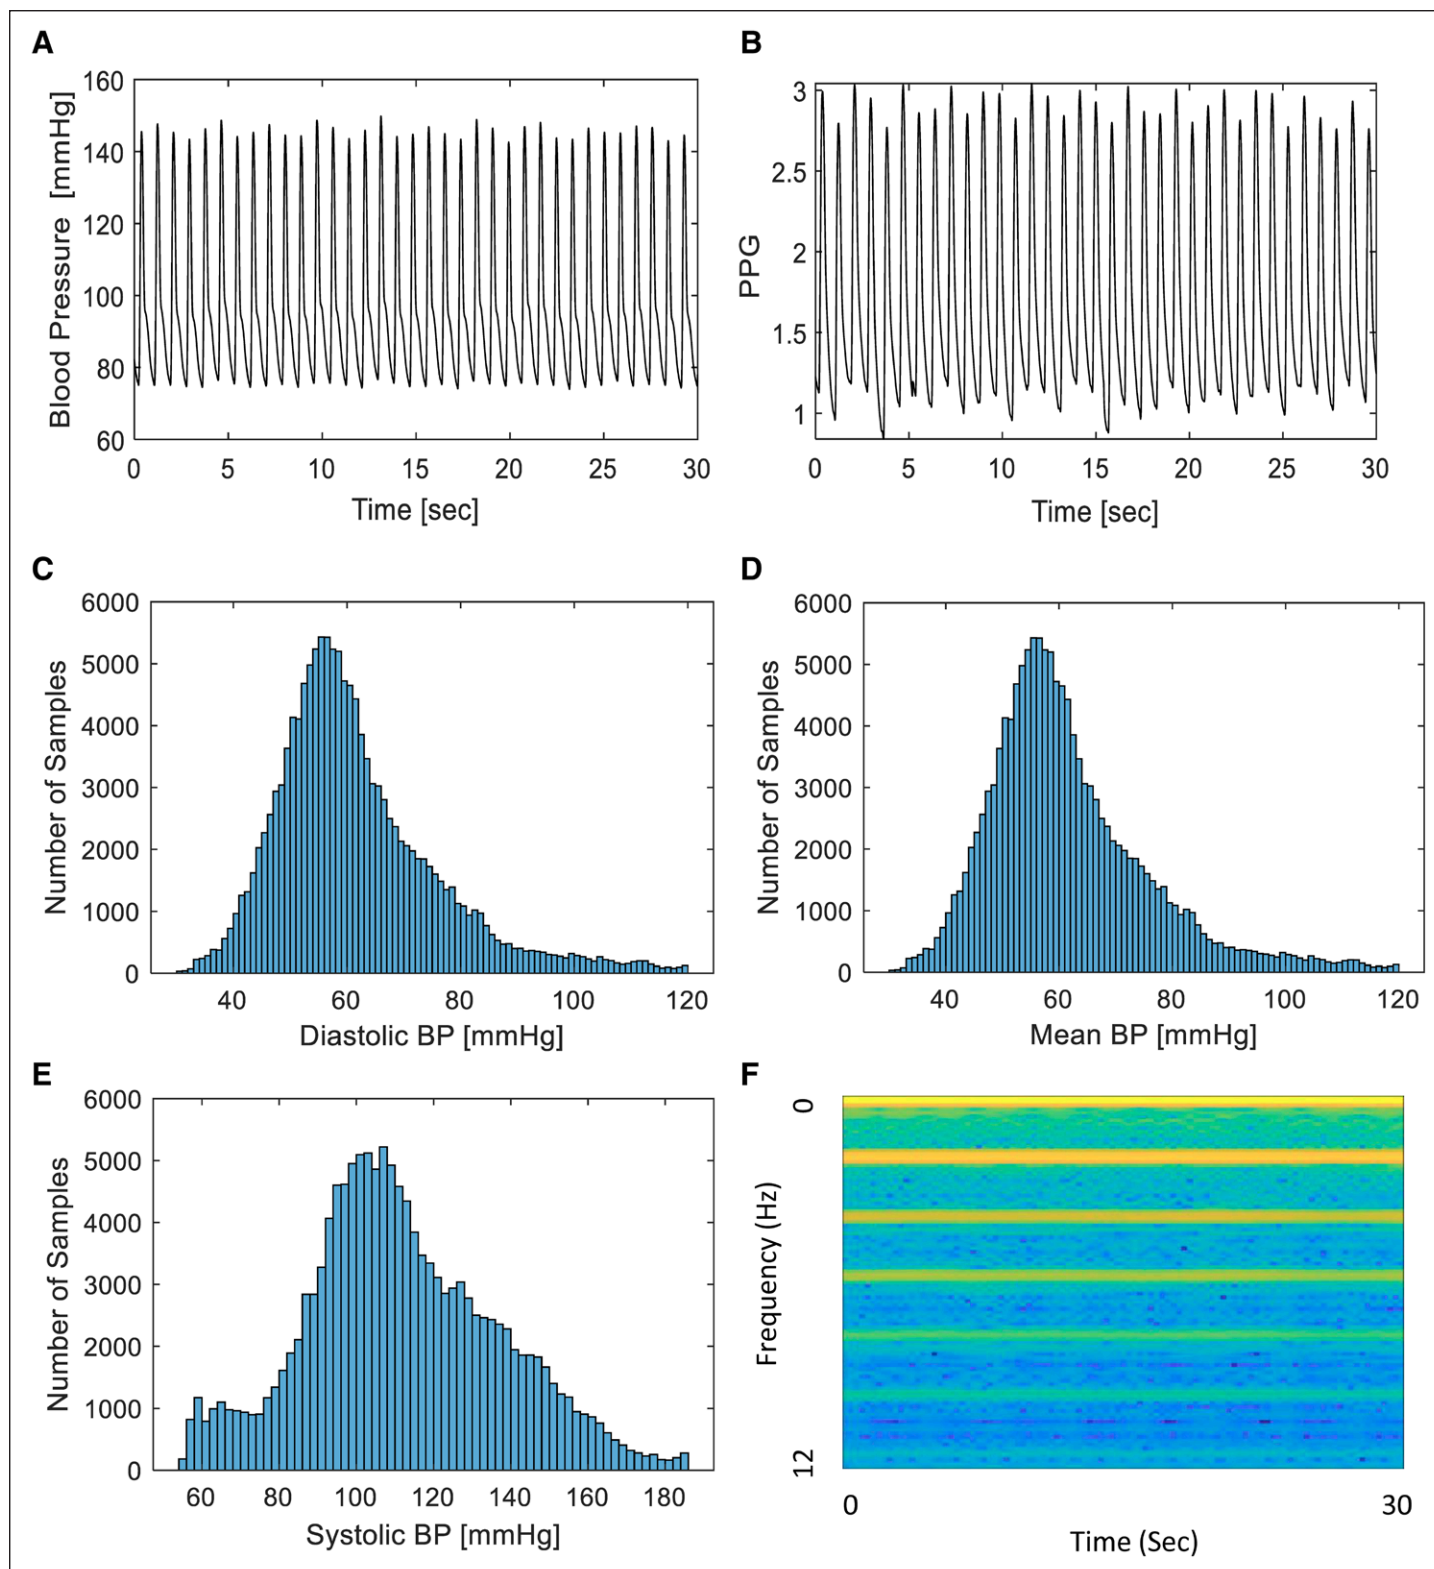 A
160
140
120
100
80
60
Blood Pressure [mmHg]
0 5 10 15 20 25 30
Time [sec]
B
3
2.5
2
1.5
1
PPG
0 5 10 15 20 25 30
Time [sec]
C
6000
5000
4000
3000
2000
1000
0
Number of Samples
40 60 80 100 120
Diastolic BP [mmHg]
D
6000
5000
4000
3000
2000
1000
0
Number of Samples
40 60 80 100 120
Mean BP [mmHg]
E
6000
5000
4000
3000
2000
1000
0
Number of Samples
60 80 100 120 140 160 180
Systolic BP [mmHg]
F
0
Frequency (Hz)
12
0 30
Time (Sec)